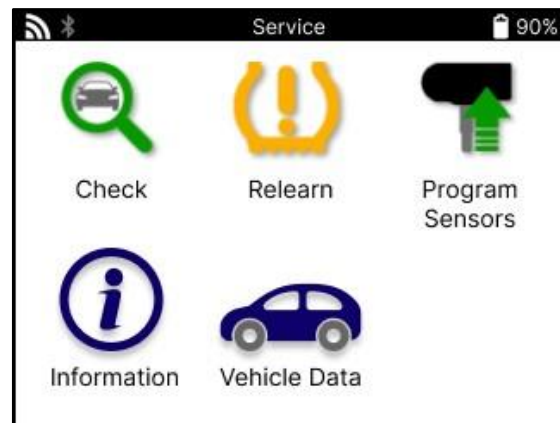 Service
90%
Check
Relearn
Program
Sensors
Information
Vehicle Data